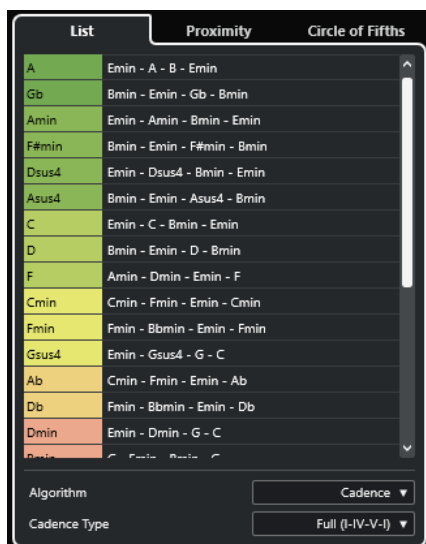 List Proximity Circle of Fifths
A Emin - A - B - Emin
Gb Bmin - Emin - Gb - Bmin
Amin Emin - Amin - Bmin - Emin
F#min Bmin - Emin - F#min - Bmin
Dsus4 Emin - Dsus4 - Bmin - Emin
Asus4 Bmin - Emin - Asus4 - Bmin
C Emin - C - Bmin - Emin
D Bmin - Emin - D - Bmin
F Amin - Dmin - Emin - F
Cmin Cmin - Fmin - Emin - Cmin
Fmin Fmin - Bbmin - Emin - Fmin
Gsus4 Emin - Gsus4 - G - C
Ab Cmin - Fmin - Emin - Ab
Db Fmin - Bbmin - Emin - Db
Dmin Emin - Dmin - G - C
Algorithm Cadence
Cadence Type Full (I-IV-V-I)